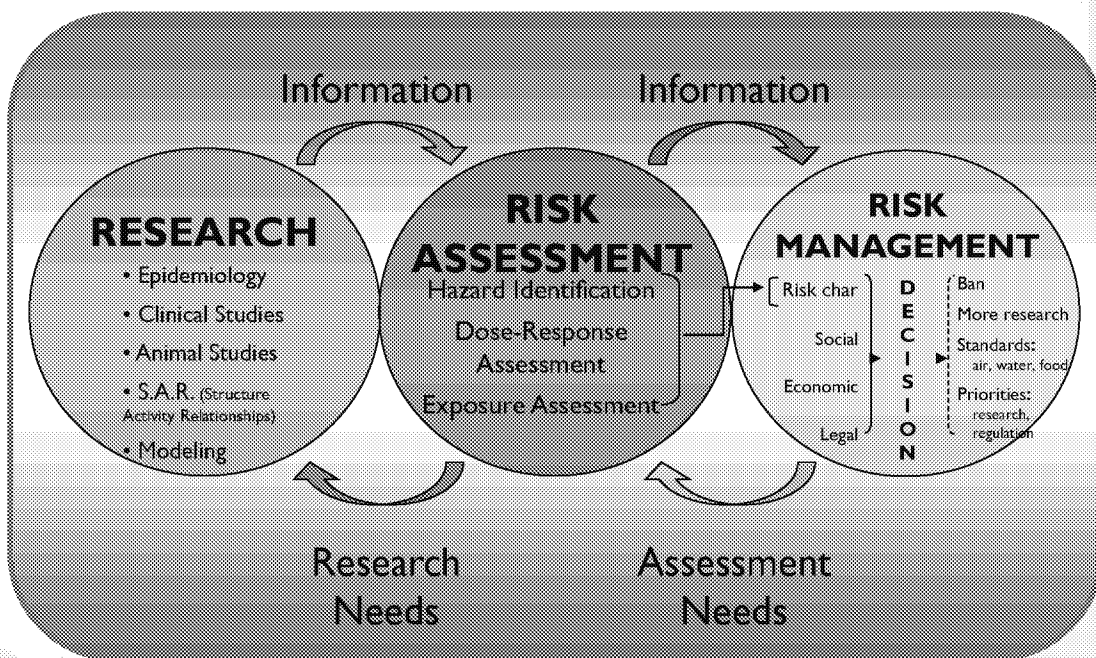 Information
Information
RESEARCH
• Epidemiology
• Clinical Studies
• Animal Studies
• S.A.R. (Structure
Activity Relationships)
• Modeling
RISK
ASSESSMENT
Hazard Identification
Dose-Response
Assessment
Exposure Assessment
RISK
MANAGEMENT
Risk char
Social
Economic
Legal
DECISION
Ban
More research
Standards:
air, water, food
Priorities:
research,
regulation
Research
Needs
Assessment
Needs